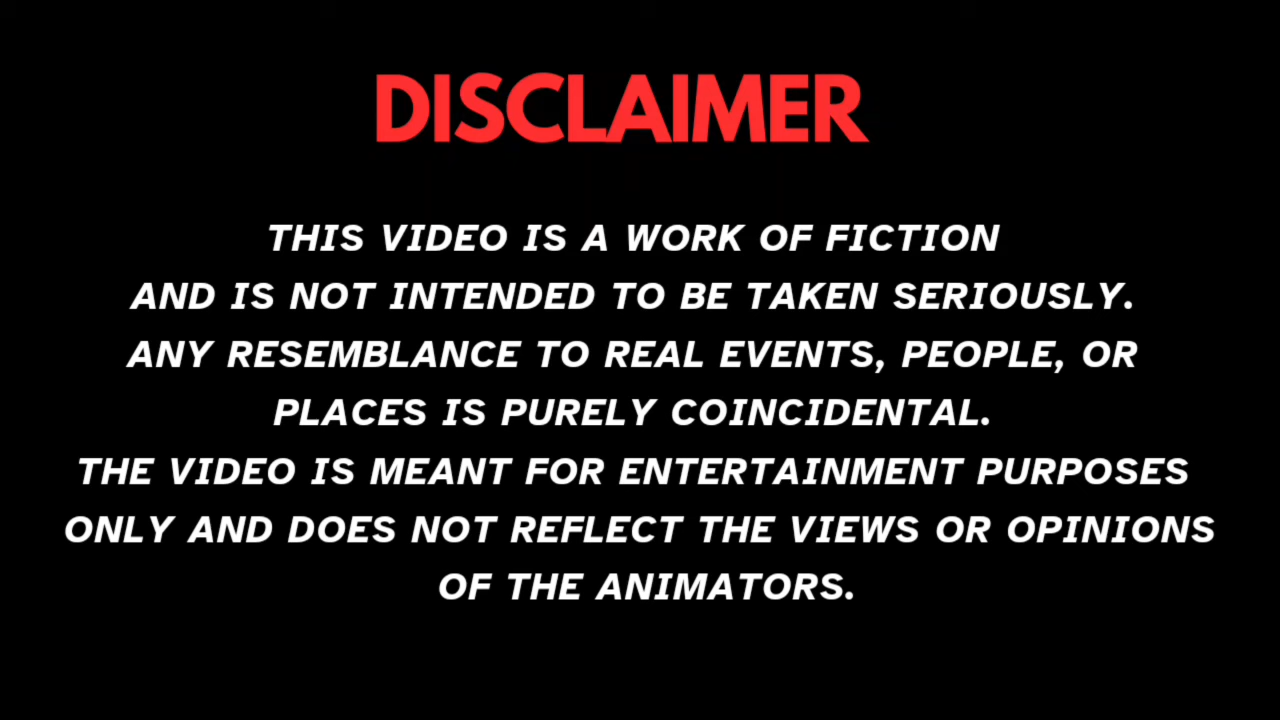 DISCLAIMER
THIS VIDEO IS A WORK OF FICTION
AND IS NOT INTENDED TO BE TAKEN SERIOUSLY.
ANY RESEMBLANCE TO REAL EVENTS, PEOPLE, OR
PLACES IS PURELY COINCIDENTAL.
THE VIDEO IS MEANT FOR ENTERTAINMENT PURPOSES
ONLY AND DOES NOT REFLECT THE VIEWS OR OPINIONS
OF THE ANIMATORS.